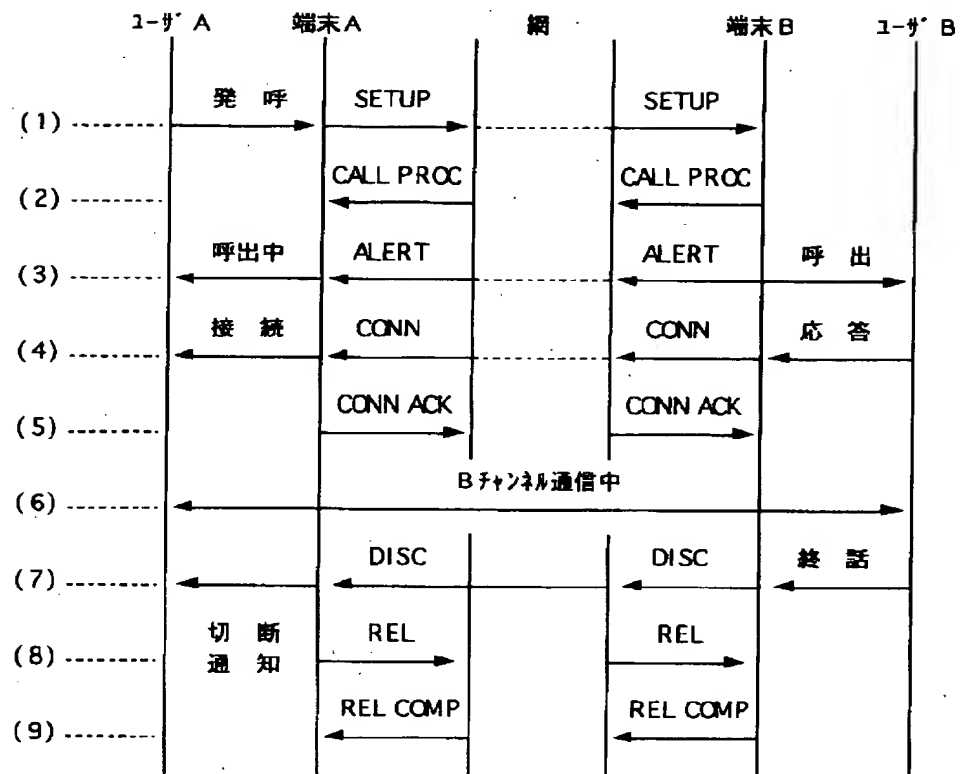 ユーザ A 端末A 網 端末B ユーザ B
発 呼 SETUP SETUP
(1)
CALL PROC CALL PROC
(2)
呼出中 ALERT ALERT 呼 出
(3)
接 続 CONN CONN 応 答
(4)
CONN ACK CONN ACK
(5)
Bチャンネル通信中
(6)
DISC DISC 終 話
(7)
切 断 REL REL
(8) 通 知
REL COMP REL COMP
(9)